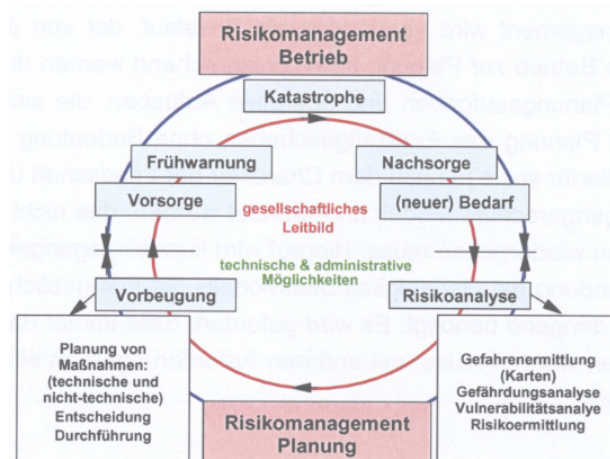 Risikomanagement
Betrieb
Katastrophe
Frühwarnung
Nachsorge
Vorsorge
gesellschaftliches
Leitbild
(neuer) Bedarf
technische & administrative
Möglichkeiten
Vorbeugung
Risikoanalyse
Planung von
Maßnahmen:
(technische und
nicht-technische)
Entscheidung
Durchführung
Gefahrenermittlung
(Karten)
Gefährdungsanalyse
Vulnerabilitätsanalye
Risikoermittlung
Risikomanagement
Planung